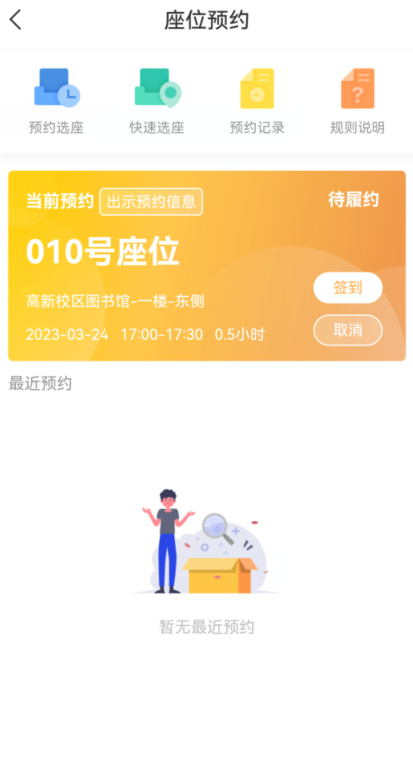 座位预约
预约选座 快速选座 预约记录 规则说明
当前预约 出示预约信息 待履约
010号座位
签到
高新校区图书馆-一楼-东侧
2023-03-24 17:00-17:30 0.5小时 取消
最近预约
暂无最近预约